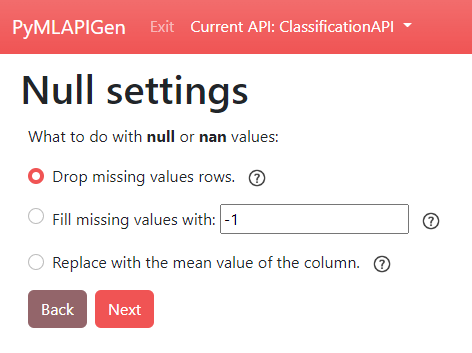 PyMLAPIGen Exit Current API: ClassificationAPI
Null settings
What to do with null or nan values:
Drop missing values rows. ?
Fill missing values with: -1 ?
Replace with the mean value of the column. ?
Back Next